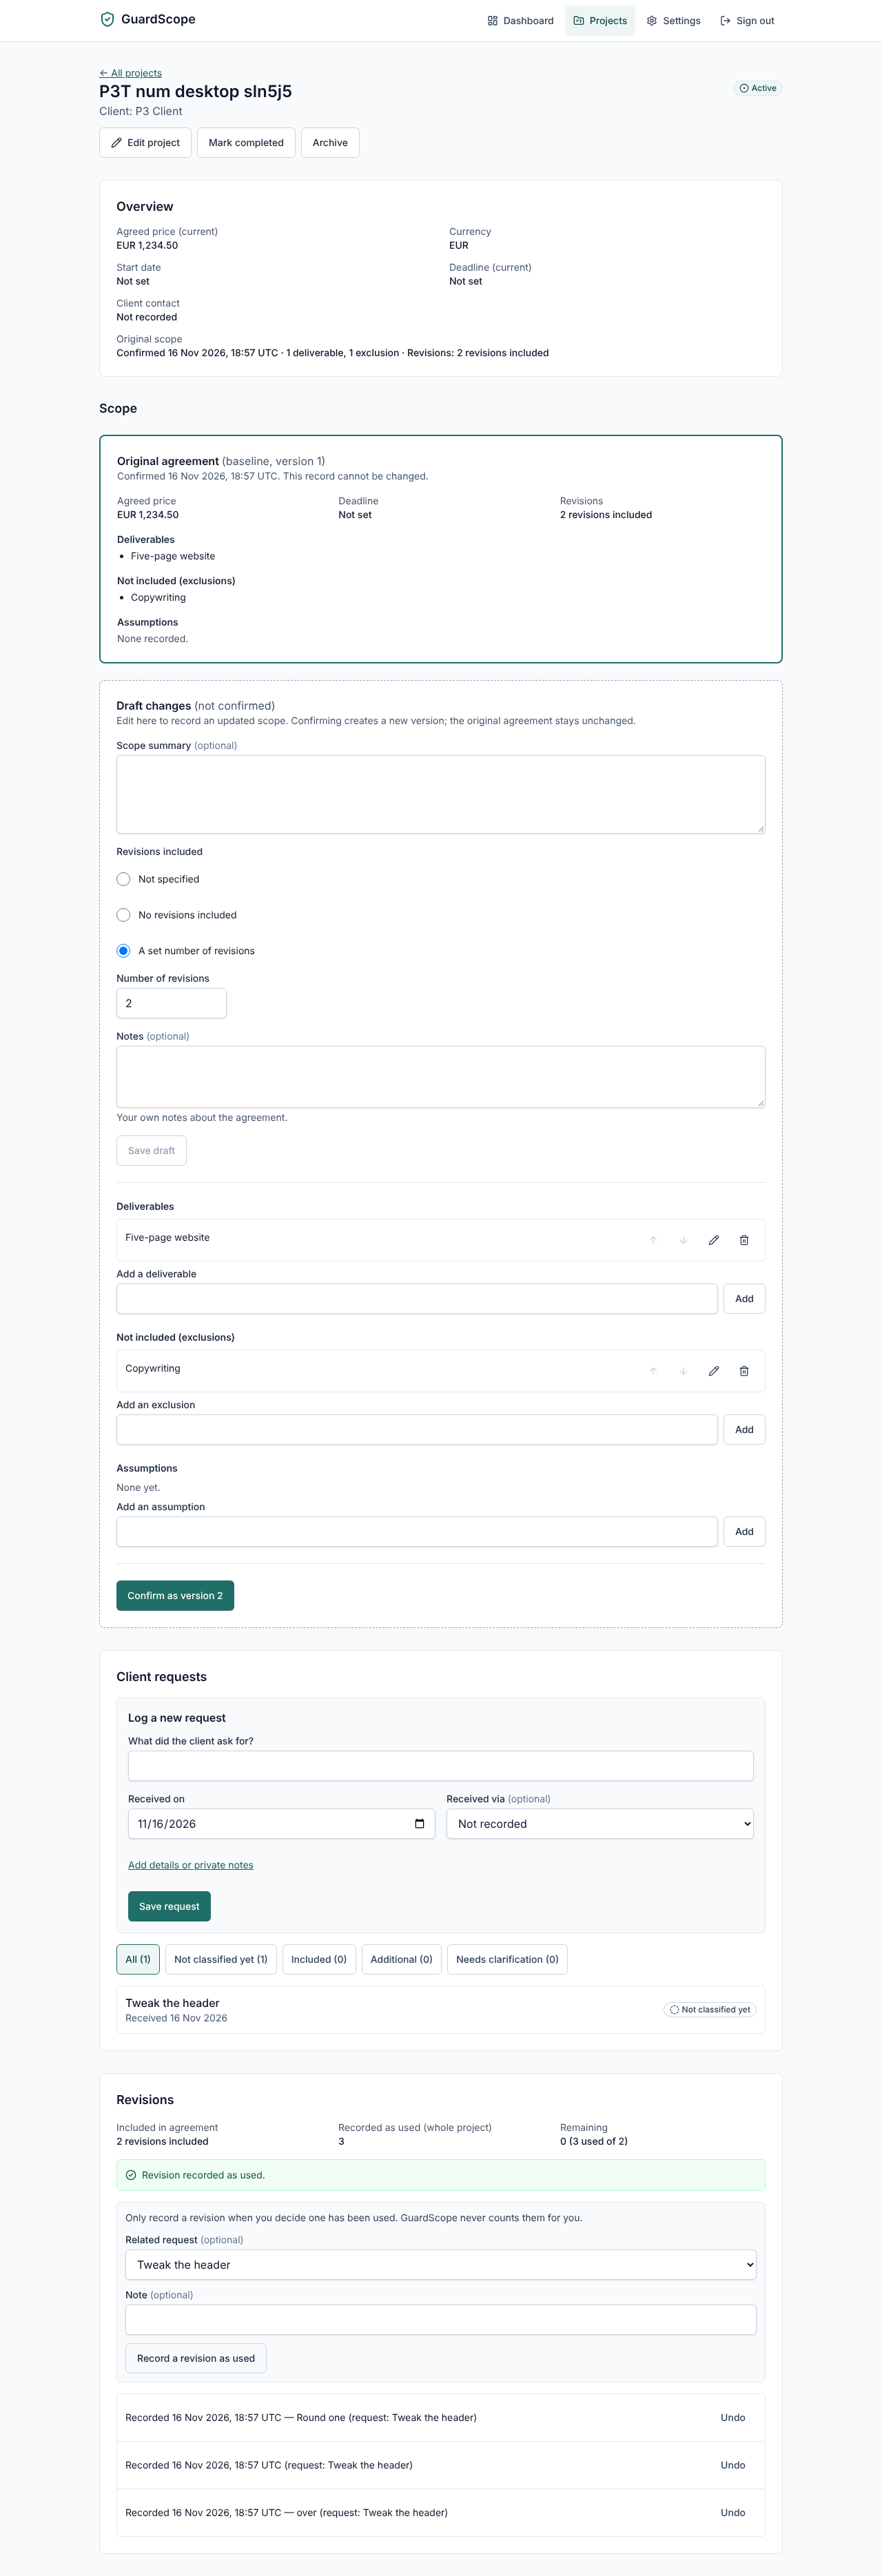 GuardScope
Dashboard
Projects
Settings
Sign out
← All projects
P3T num desktop sln5j5
Active
Client: P3 Client
Edit project
Mark completed
Archive
Overview
Agreed price (current)
EUR 1,234.50
Currency
EUR
Start date
Not set
Deadline (current)
Not set
Client contact
Not recorded
Original scope
Confirmed 16 Nov 2026, 18:57 UTC · 1 deliverable, 1 exclusion · Revisions: 2 revisions included
Scope
Original agreement (baseline, version 1)
Confirmed 16 Nov 2026, 18:57 UTC. This record cannot be changed.
Agreed price
EUR 1,234.50
Deadline
Not set
Revisions
2 revisions included
Deliverables
• Five-page website
Not included (exclusions)
• Copywriting
Assumptions
None recorded.
Draft changes (not confirmed)
Edit here to record an updated scope. Confirming creates a new version; the original agreement stays unchanged.
Scope summary (optional)
Revisions included
Not specified
No revisions included
A set number of revisions
Number of revisions
2
Notes (optional)
Your own notes about the agreement.
Save draft
Deliverables
Five-page website
Add a deliverable
Add
Not included (exclusions)
Copywriting
Add an exclusion
Add
Assumptions
None yet.
Add an assumption
Add
Confirm as version 2
Client requests
Log a new request
What did the client ask for?
Received on
11/16/2026
Received via (optional)
Not recorded
Add details or private notes
Save request
All (1)
Not classified yet (1)
Included (0)
Additional (0)
Needs clarification (0)
Tweak the header
Received 16 Nov 2026
Not classified yet
Revisions
Included in agreement
2 revisions included
Recorded as used (whole project)
3
Remaining
0 (3 used of 2)
Revision recorded as used.
Only record a revision when you decide one has been used. GuardScope never counts them for you.
Related request (optional)
Tweak the header
Note (optional)
Record a revision as used
Recorded 16 Nov 2026, 18:57 UTC — Round one (request: Tweak the header)
Undo
Recorded 16 Nov 2026, 18:57 UTC (request: Tweak the header)
Undo
Recorded 16 Nov 2026, 18:57 UTC — over (request: Tweak the header)
Undo